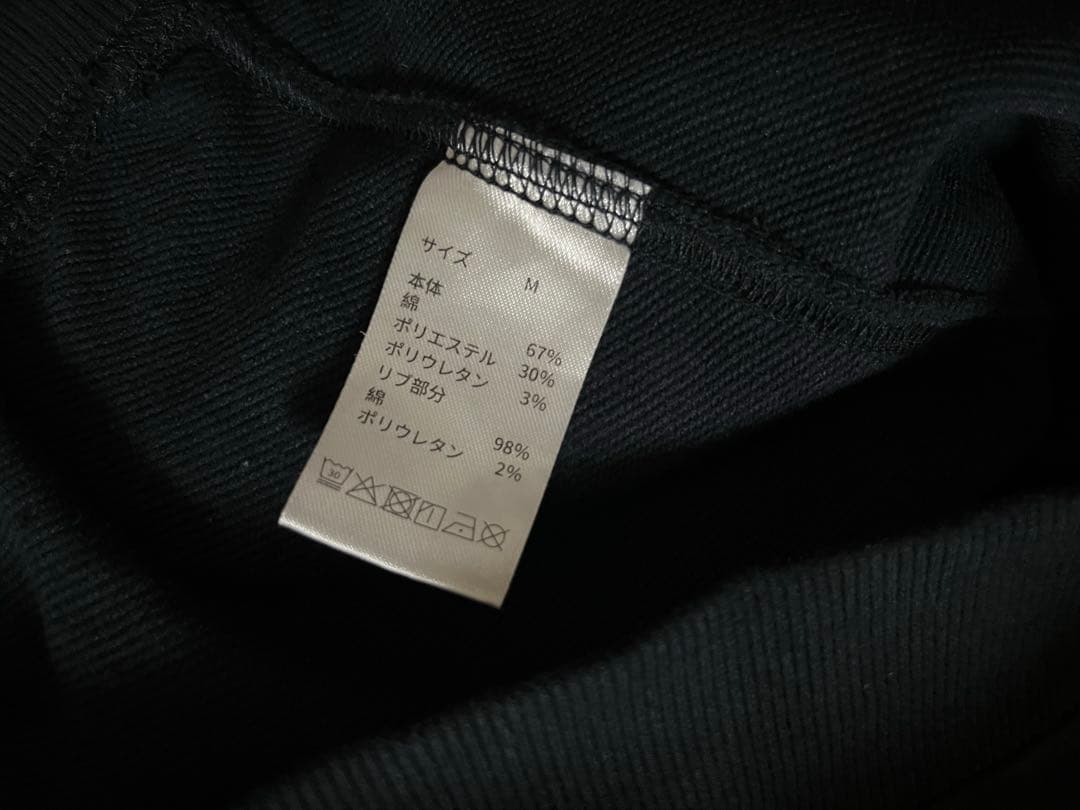 サイズ M
本体
綿 67%
ポリエステル 30%
ポリウレタン 3%
リブ部分
綿 98%
ポリウレタン 2%
30